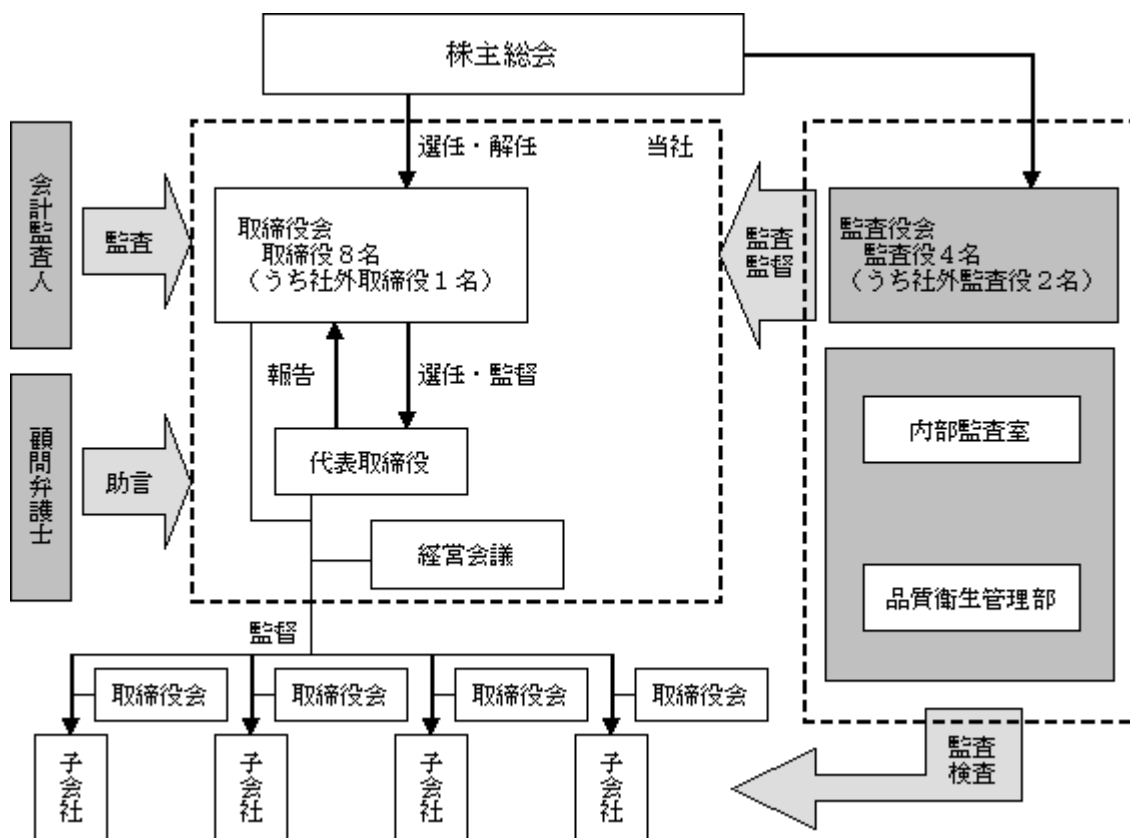 株主総会
選任・解任
当社
会計監査人
監査
取締役会
取締役８名
（うち社外取締役１名）
監査
監督
監査役会
監査役４名
（うち社外監査役２名）
報告
選任・監督
顧問弁護士
助言
代表取締役
内部監査室
経営会議
品質衛生管理部
監督
取締役会
取締役会
取締役会
取締役会
子会社
子会社
子会社
子会社
監査
検査